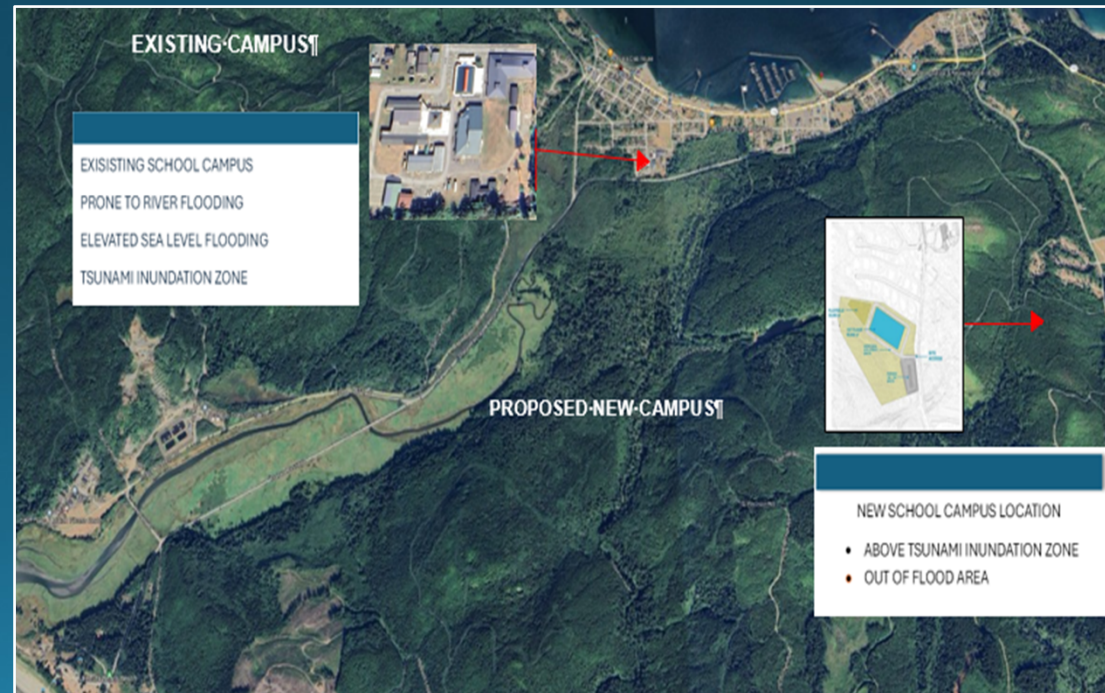 EXISTING·CAMPUS¶
EXISISTING SCHOOL CAMPUS
PRONE TO RIVER FLOODING
ELEVATED SEA LEVEL FLOODING
TSUNAMI INUNDATION ZONE
PROPOSED·NEW·CAMPUS¶
NEW SCHOOL CAMPUS LOCATION
• ABOVE TSUNAMI INUNDATION ZONE
• OUT OF FLOOD AREA